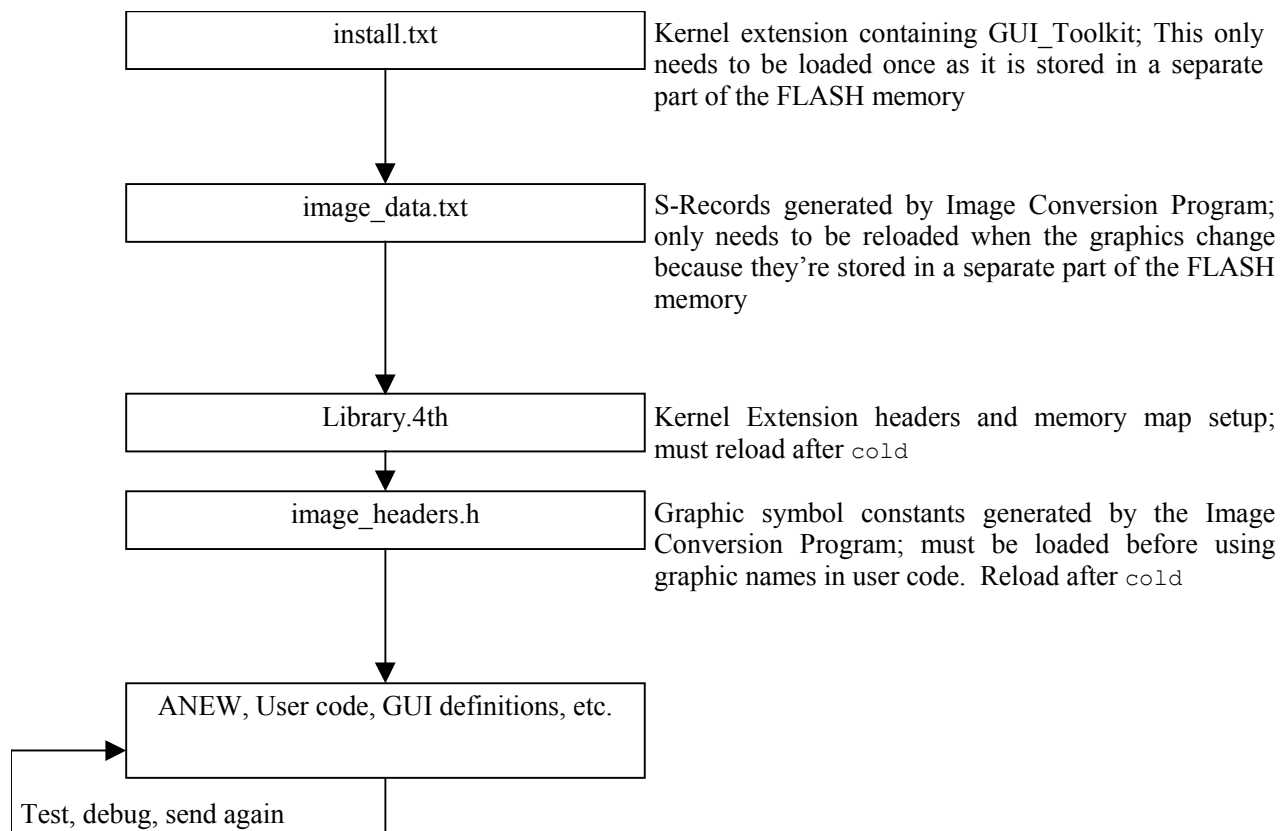 install.txt
Kernel extension containing GUI_Toolkit; This only
needs to be loaded once as it is stored in a separate
part of the FLASH memory
image_data.txt
S-Records generated by Image Conversion Program;
only needs to be reloaded when the graphics change
because they’re stored in a separate part of the FLASH
memory
Library.4th
Kernel Extension headers and memory map setup;
must reload after cold
image_headers.h
Graphic symbol constants generated by the Image
Conversion Program; must be loaded before using
graphic names in user code. Reload after cold
ANEW, User code, GUI definitions, etc.
Test, debug, send again